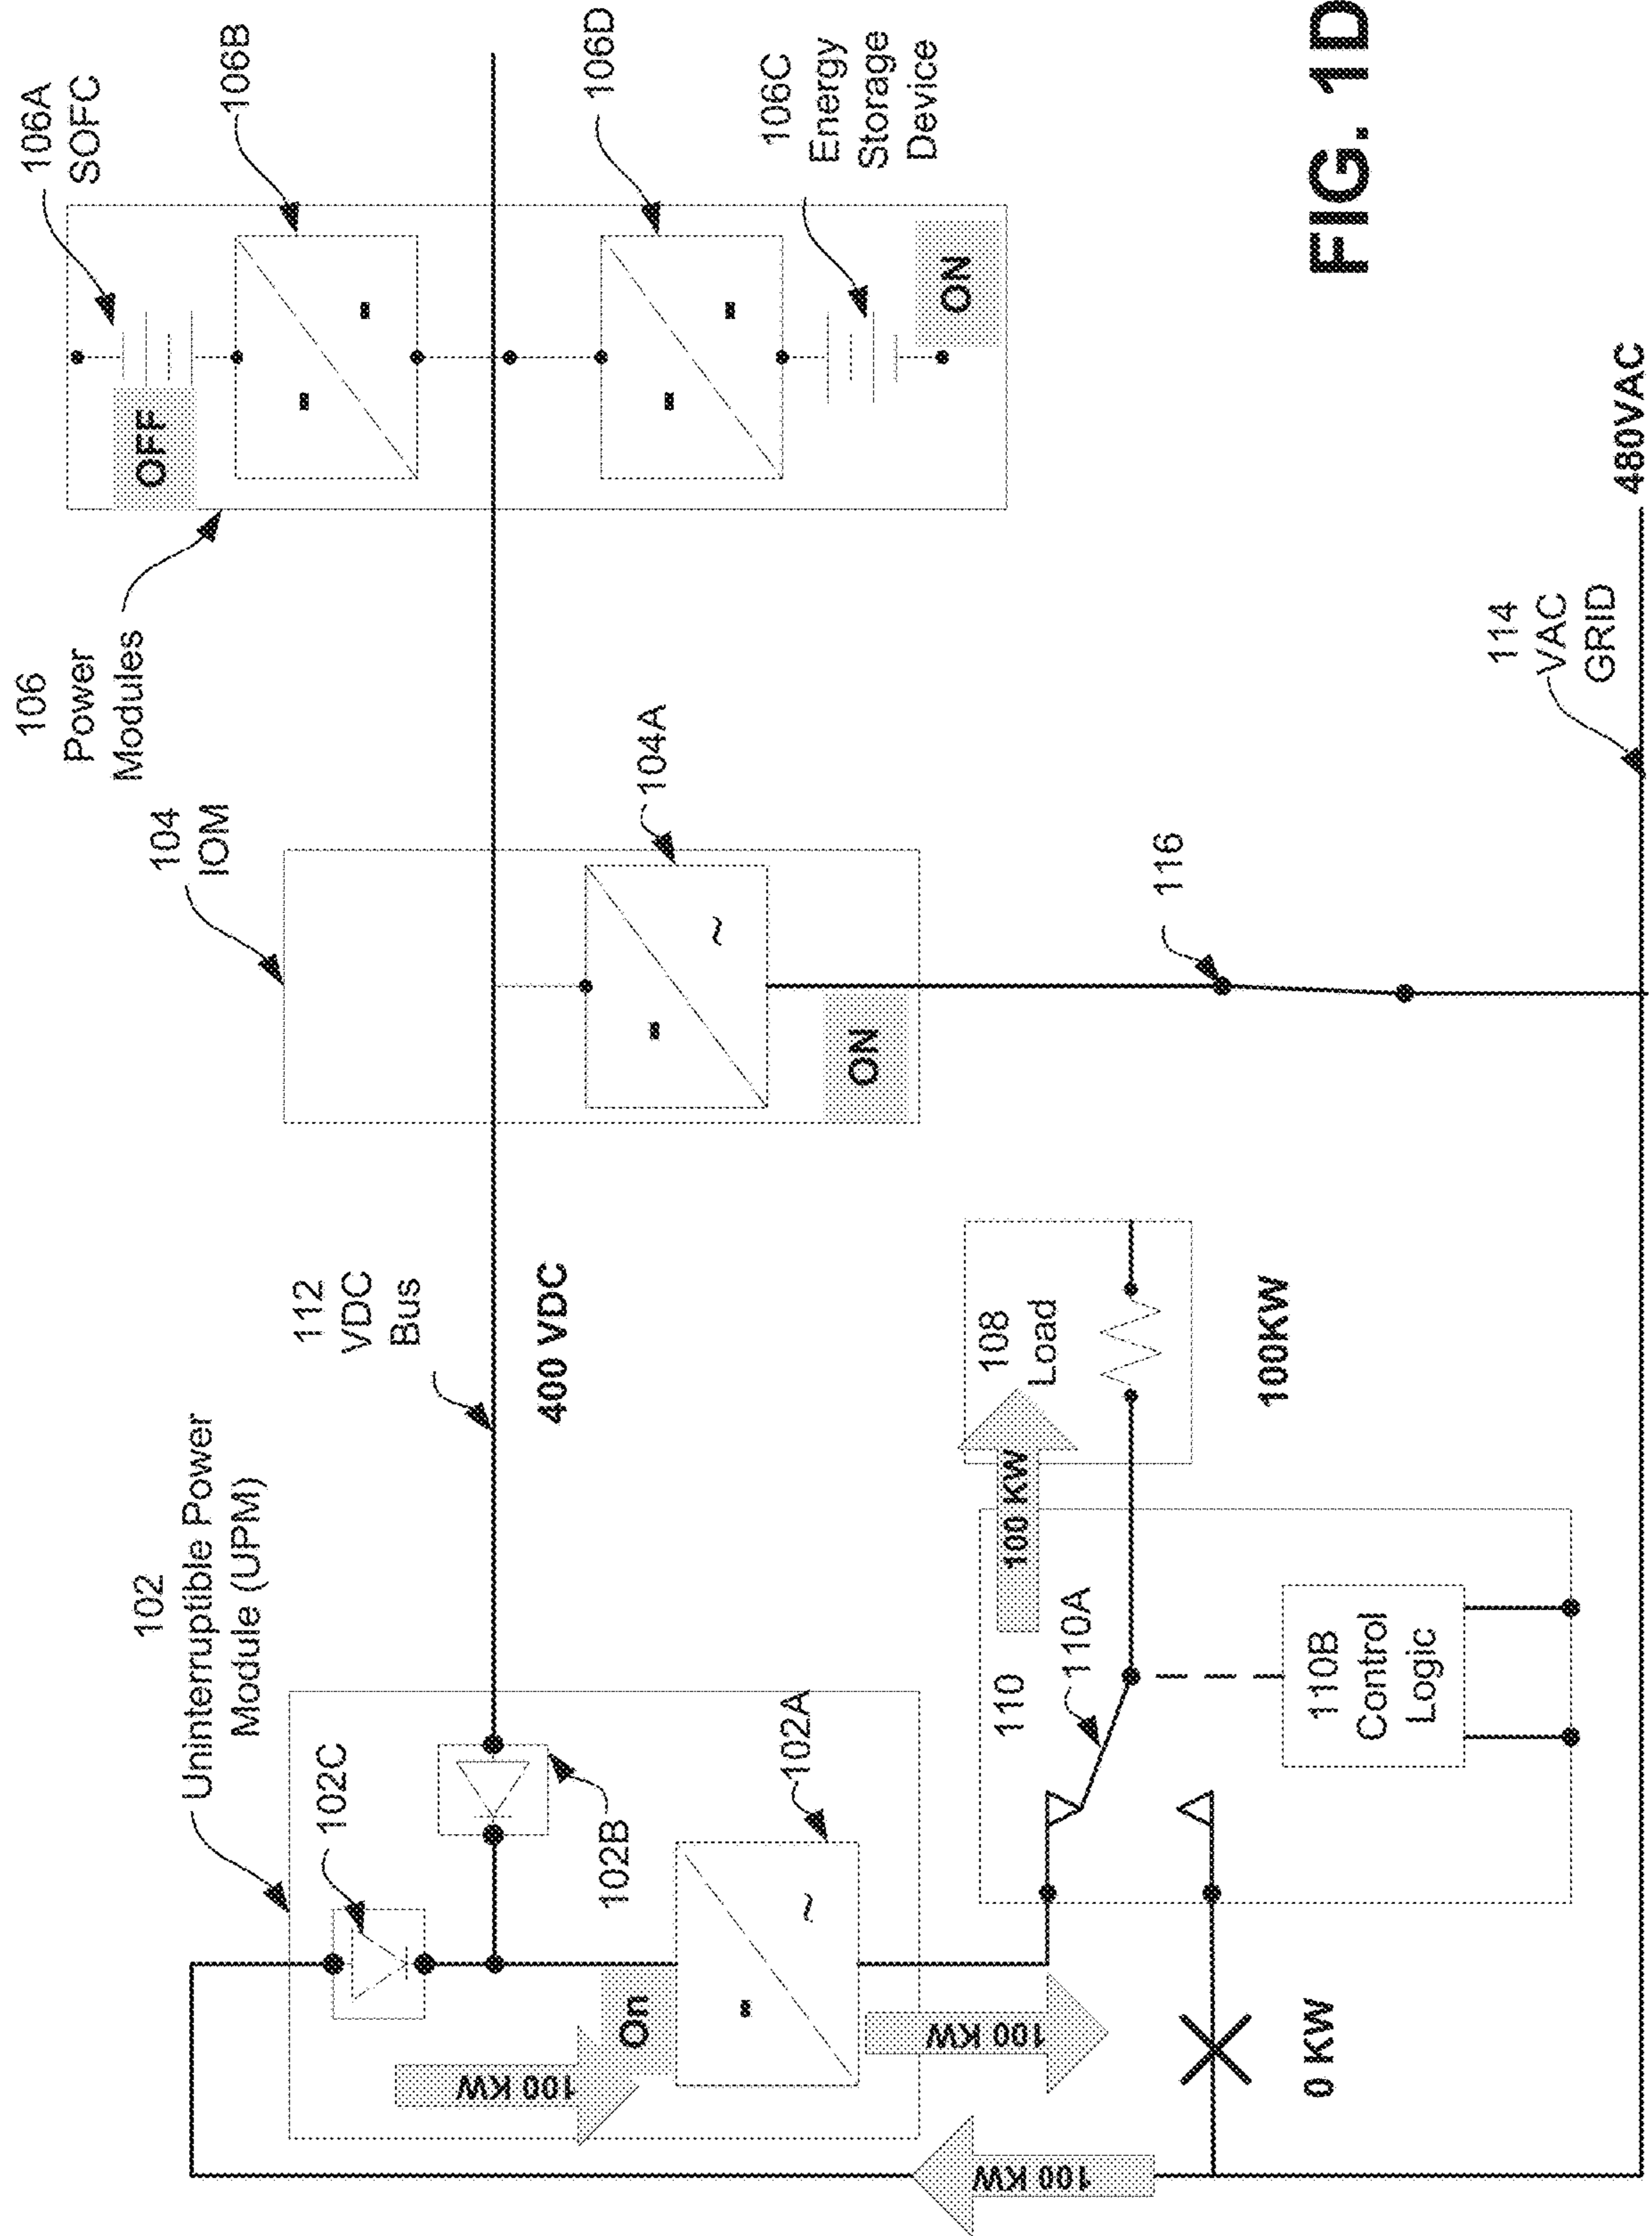 102
Uninterruptible Power
Module (UPM)
102C
102B
102A
On
100 KW
100 KW
100 KW
0 KW
112
VDC
Bus
400 VDC
104
IOM
104A
ON
106
Power
Modules
106A
SOFC
OFF
106B
106D
106C
Energy
Storage
Device
ON
110
110A
110B
Control
Logic
100 KW
108
Load
100KW
116
114
VAC
GRID
480VAC
FIG. 1D
=
~
=
~
=
=
=
=